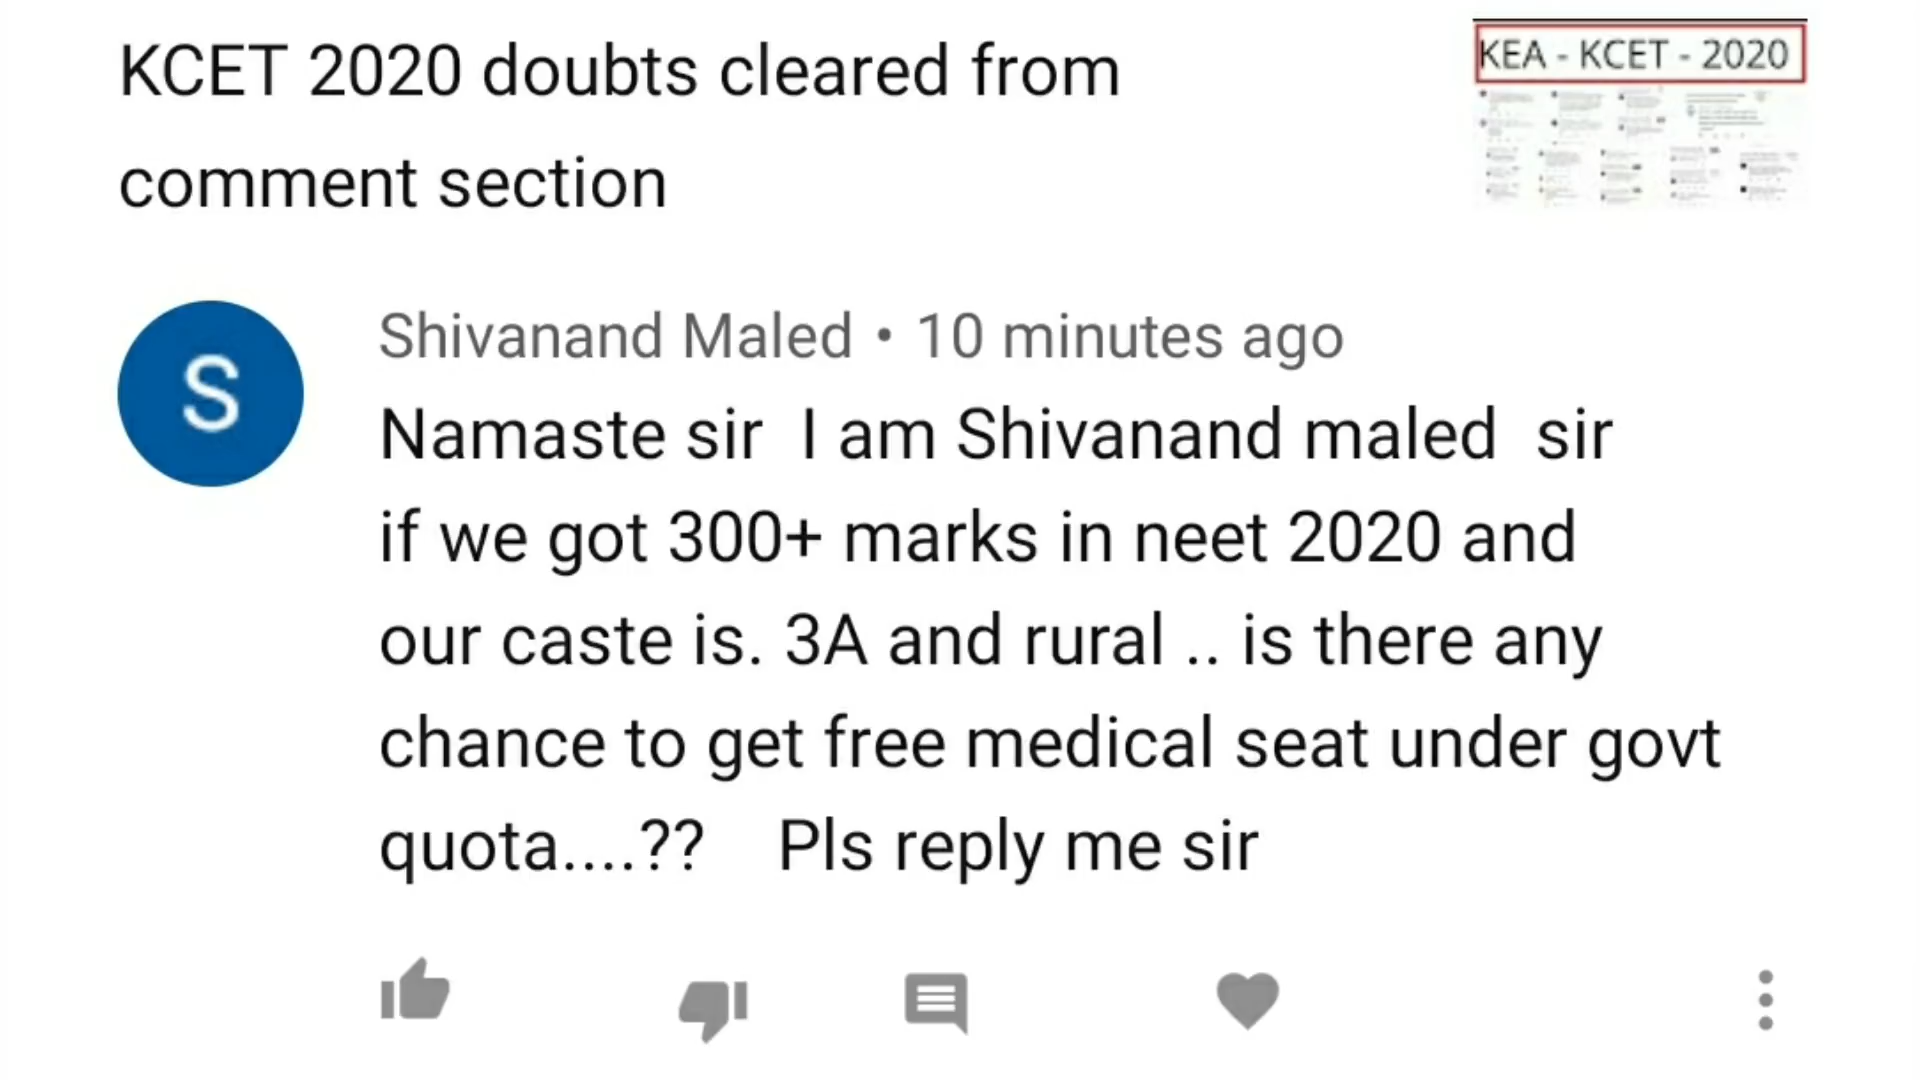 KCET 2020 doubts cleared from
comment section
KEA - KCET - 2020
S
Shivanand Maled • 10 minutes ago
Namaste sir  I am Shivanand maled  sir
if we got 300+ marks in neet 2020 and
our caste is. 3A and rural .. is there any
chance to get free medical seat under govt
quota....??    Pls reply me sir